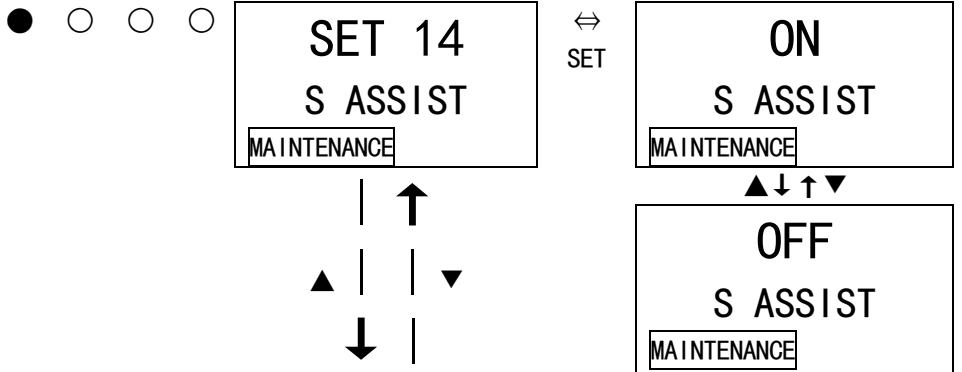 SET 14
S ASSIST
MAINTENANCE
⇔
SET
ON
S ASSIST
MAINTENANCE
▲↓↑▼
OFF
S ASSIST
MAINTENANCE
▲ ▼